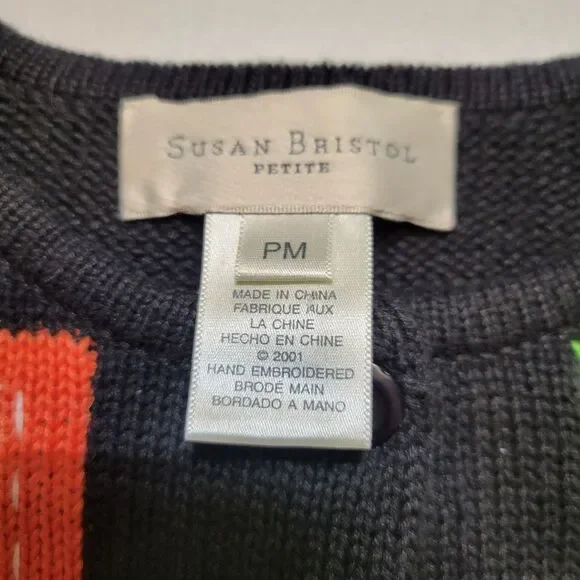 SUSAN BRISTOL
PETITE
PM
MADE IN CHINA
FABRIQUE AUX
LA CHINE
HECHO EN CHINE
© 2001
HAND EMBROIDERED
BRODÉ MAIN
BORDADO A MANO